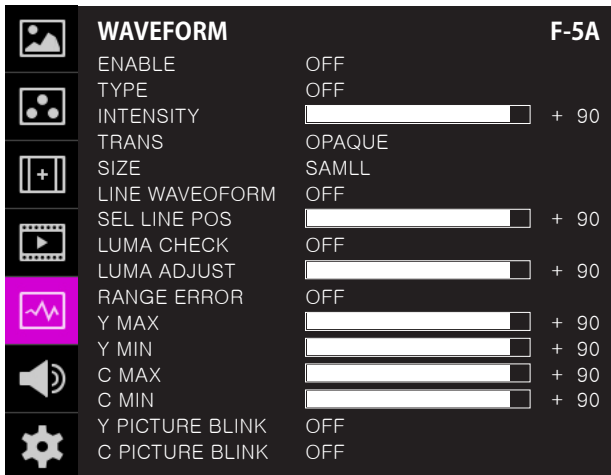 WAVEFORM F-5A
ENABLE OFF
TYPE OFF
INTENSITY + 90
TRANS OPAQUE
SIZE SAMLL
LINE WAVEOFORM OFF
SEL LINE POS + 90
LUMA CHECK OFF
LUMA ADJUST + 90
RANGE ERROR OFF
Y MAX + 90
Y MIN + 90
C MAX + 90
C MIN + 90
Y PICTURE BLINK OFF
C PICTURE BLINK OFF